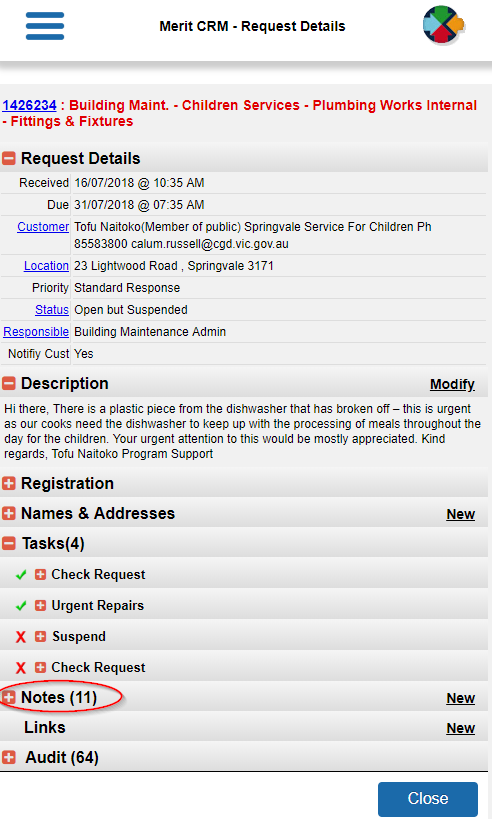 Merit CRM - Request Details
1426234 : Building Maint. - Children Services - Plumbing Works Internal
- Fittings & Fixtures
Request Details
Received 16/07/2018 @ 10:35 AM
Due 31/07/2018 @ 07:35 AM
Customer Tofu Naitoko(Member of public) Springvale Service For Children Ph
85583800 calum.russell@cgd.vic.gov.au
Location 23 Lightwood Road , Springvale 3171
Priority Standard Response
Status Open but Suspended
Responsible Building Maintenance Admin
Notifiy Cust Yes
Description Modify
Hi there, There is a plastic piece from the dishwasher that has broken off – this is urgent
as our cooks need the dishwasher to keep up with the processing of meals throughout the
day for the children. Your urgent attention to this would be mostly appreciated. Kind
regards, Tofu Naitoko Program Support
Registration
Names & Addresses New
Tasks(4)
Check Request
Urgent Repairs
Suspend
Check Request
Notes (11) New
Links New
Audit (64)
Close